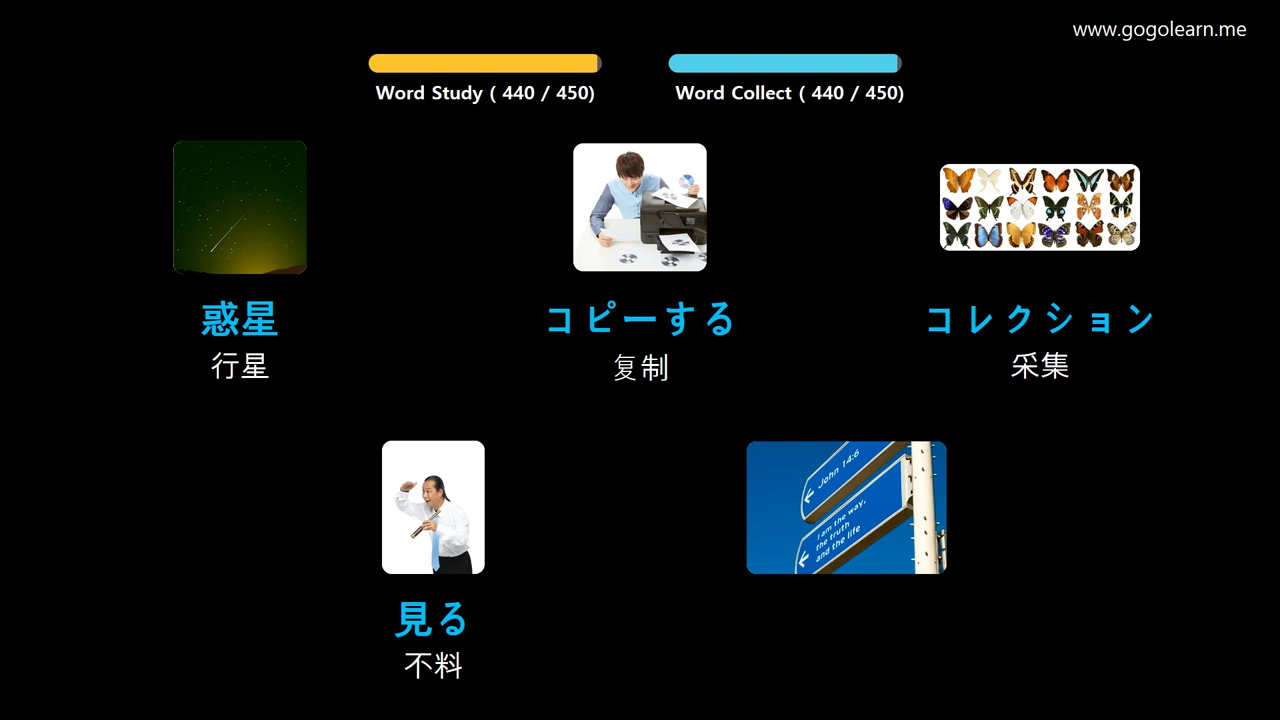 www.gogolearn.me
Word Study ( 440 / 450)
Word Collect ( 440 / 450)
惑星
コピーする
コレクション
行星
复制
采集
John 14:6
I am the way,
the truth
and the life
見る
不料